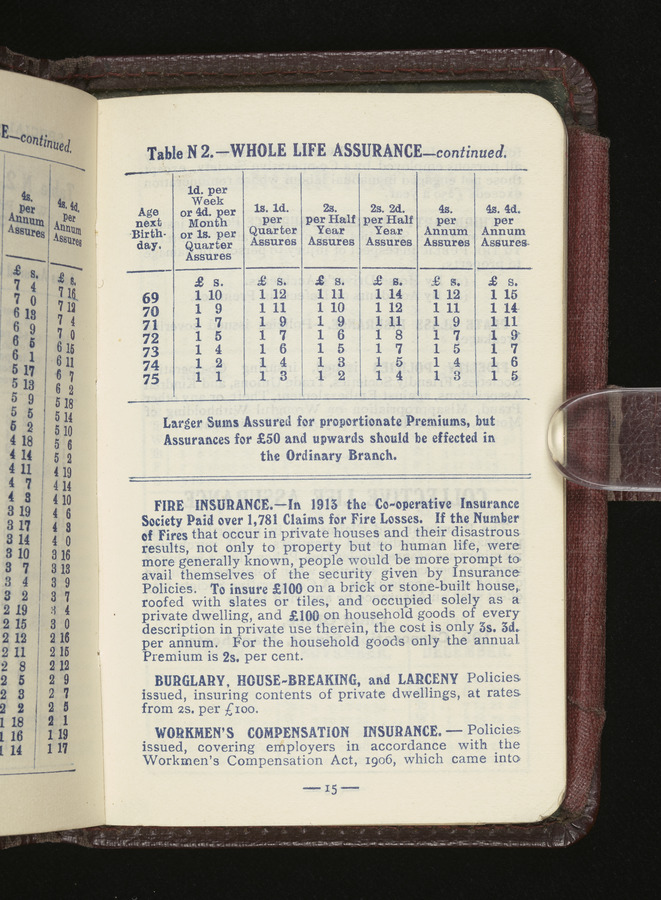 E—continued.
4s. 4s. 4d.
per per
Annum Annum
Assures Assures
£ s. £ s.
7 4 7 16
7 0 7 12
6 13 7 4
6 9 7 0
6 5 6 15
6 1 6 11
5 17 6 7
5 13 6 2
5 9 5 18
5 5 5 14
5 2 5 10
4 18 5 6
4 14 5 2
4 11 4 19
4 7 4 14
4 3 4 10
3 19 4 6
3 17 4 3
3 14 4 0
3 10 3 16
3 7 3 13
3 4 3 9
3 2 3 7
2 19 3 4
2 15 3 0
2 12 2 16
2 11 2 15
2 8 2 12
2 5 2 9
2 3 2 7
2 2 2 5
1 18 2 1
1 16 1 19
1 14 1 17
Table N 2.—WHOLE LIFE ASSURANCE—continued.
Age next Birth-day. 1d. per Week or 4d. per Month or 1s. per Quarter Assures 1s. 1d. per Quarter Assures 2s. per Half Year Assures 2s. 2d. per Half Year Assures 4s. per Annum Assures 4s. 4d. per Annum Assures
£ s. £ s. £ s. £ s. £ s. £ s.
69 1 10 1 12 1 11 1 14 1 12 1 15
70 1 9 1 11 1 10 1 12 1 11 1 14
71 1 7 1 9 1 9 1 11 1 9 1 11
72 1 5 1 7 1 6 1 8 1 7 1 9
73 1 4 1 6 1 5 1 7 1 5 1 7
74 1 2 1 4 1 3 1 5 1 4 1 6
75 1 1 1 3 1 2 1 4 1 3 1 5
Larger Sums Assured for proportionate Premiums, but
Assurances for £50 and upwards should be effected in
the Ordinary Branch.
FIRE INSURANCE.—In 1913 the Co-operative Insurance
Society Paid over 1,781 Claims for Fire Losses. If the Number
of Fires that occur in private houses and their disastrous
results, not only to property but to human life, were
more generally known, people would be more prompt to
avail themselves of the security given by Insurance
Policies. To insure £100 on a brick or stone-built house,
roofed with slates or tiles, and occupied solely as a
private dwelling, and £100 on household goods of every
description in private use therein, the cost is only 3s. 3d.
per annum. For the household goods only the annual
Premium is 2s. per cent.
BURGLARY, HOUSE-BREAKING, and LARCENY Policies
issued, insuring contents of private dwellings, at rates
from 2s. per £100.
WORKMEN'S COMPENSATION INSURANCE. — Policies
issued, covering employers in accordance with the
Workmen's Compensation Act, 1906, which came into
— 15 —